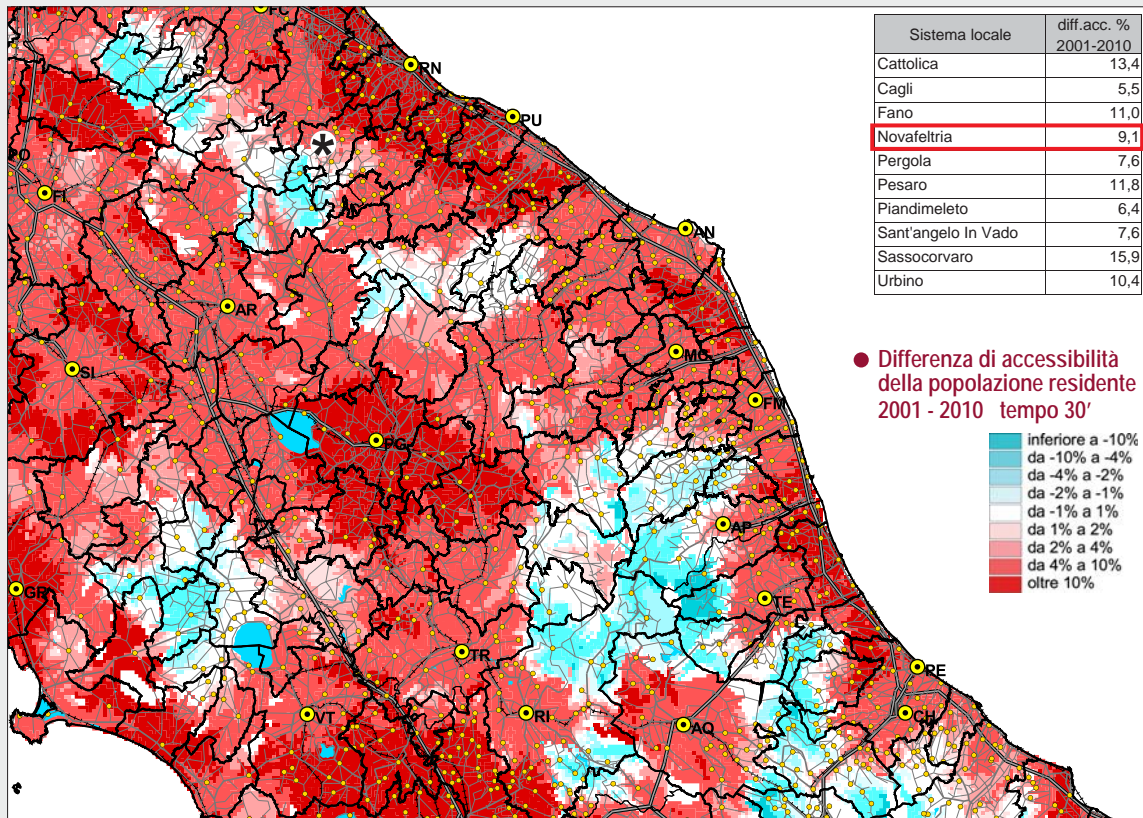 Sistema locale
diff.acc. %
2001-2010
Cattolica 13,4
Cagli 5,5
Fano 11,0
Novafeltria 9,1
Pergola 7,6
Pesaro 11,8
Piandimeleto 6,4
Sant'angelo In Vado 7,6
Sassocorvaro 15,9
Urbino 10,4
Differenza di accessibilità
della popolazione residente
2001 - 2010 tempo 30'
inferiore a -10%
da -10% a -4%
da -4% a -2%
da -2% a -1%
da -1% a 1%
da 1% a 2%
da 2% a 4%
da 4% a 10%
oltre 10%
FC
RN
PU
*
FI
AN
AR
MC
SI
FM
PG
AP
GR
TE
TR
PE
VT
RI
AQ
CH